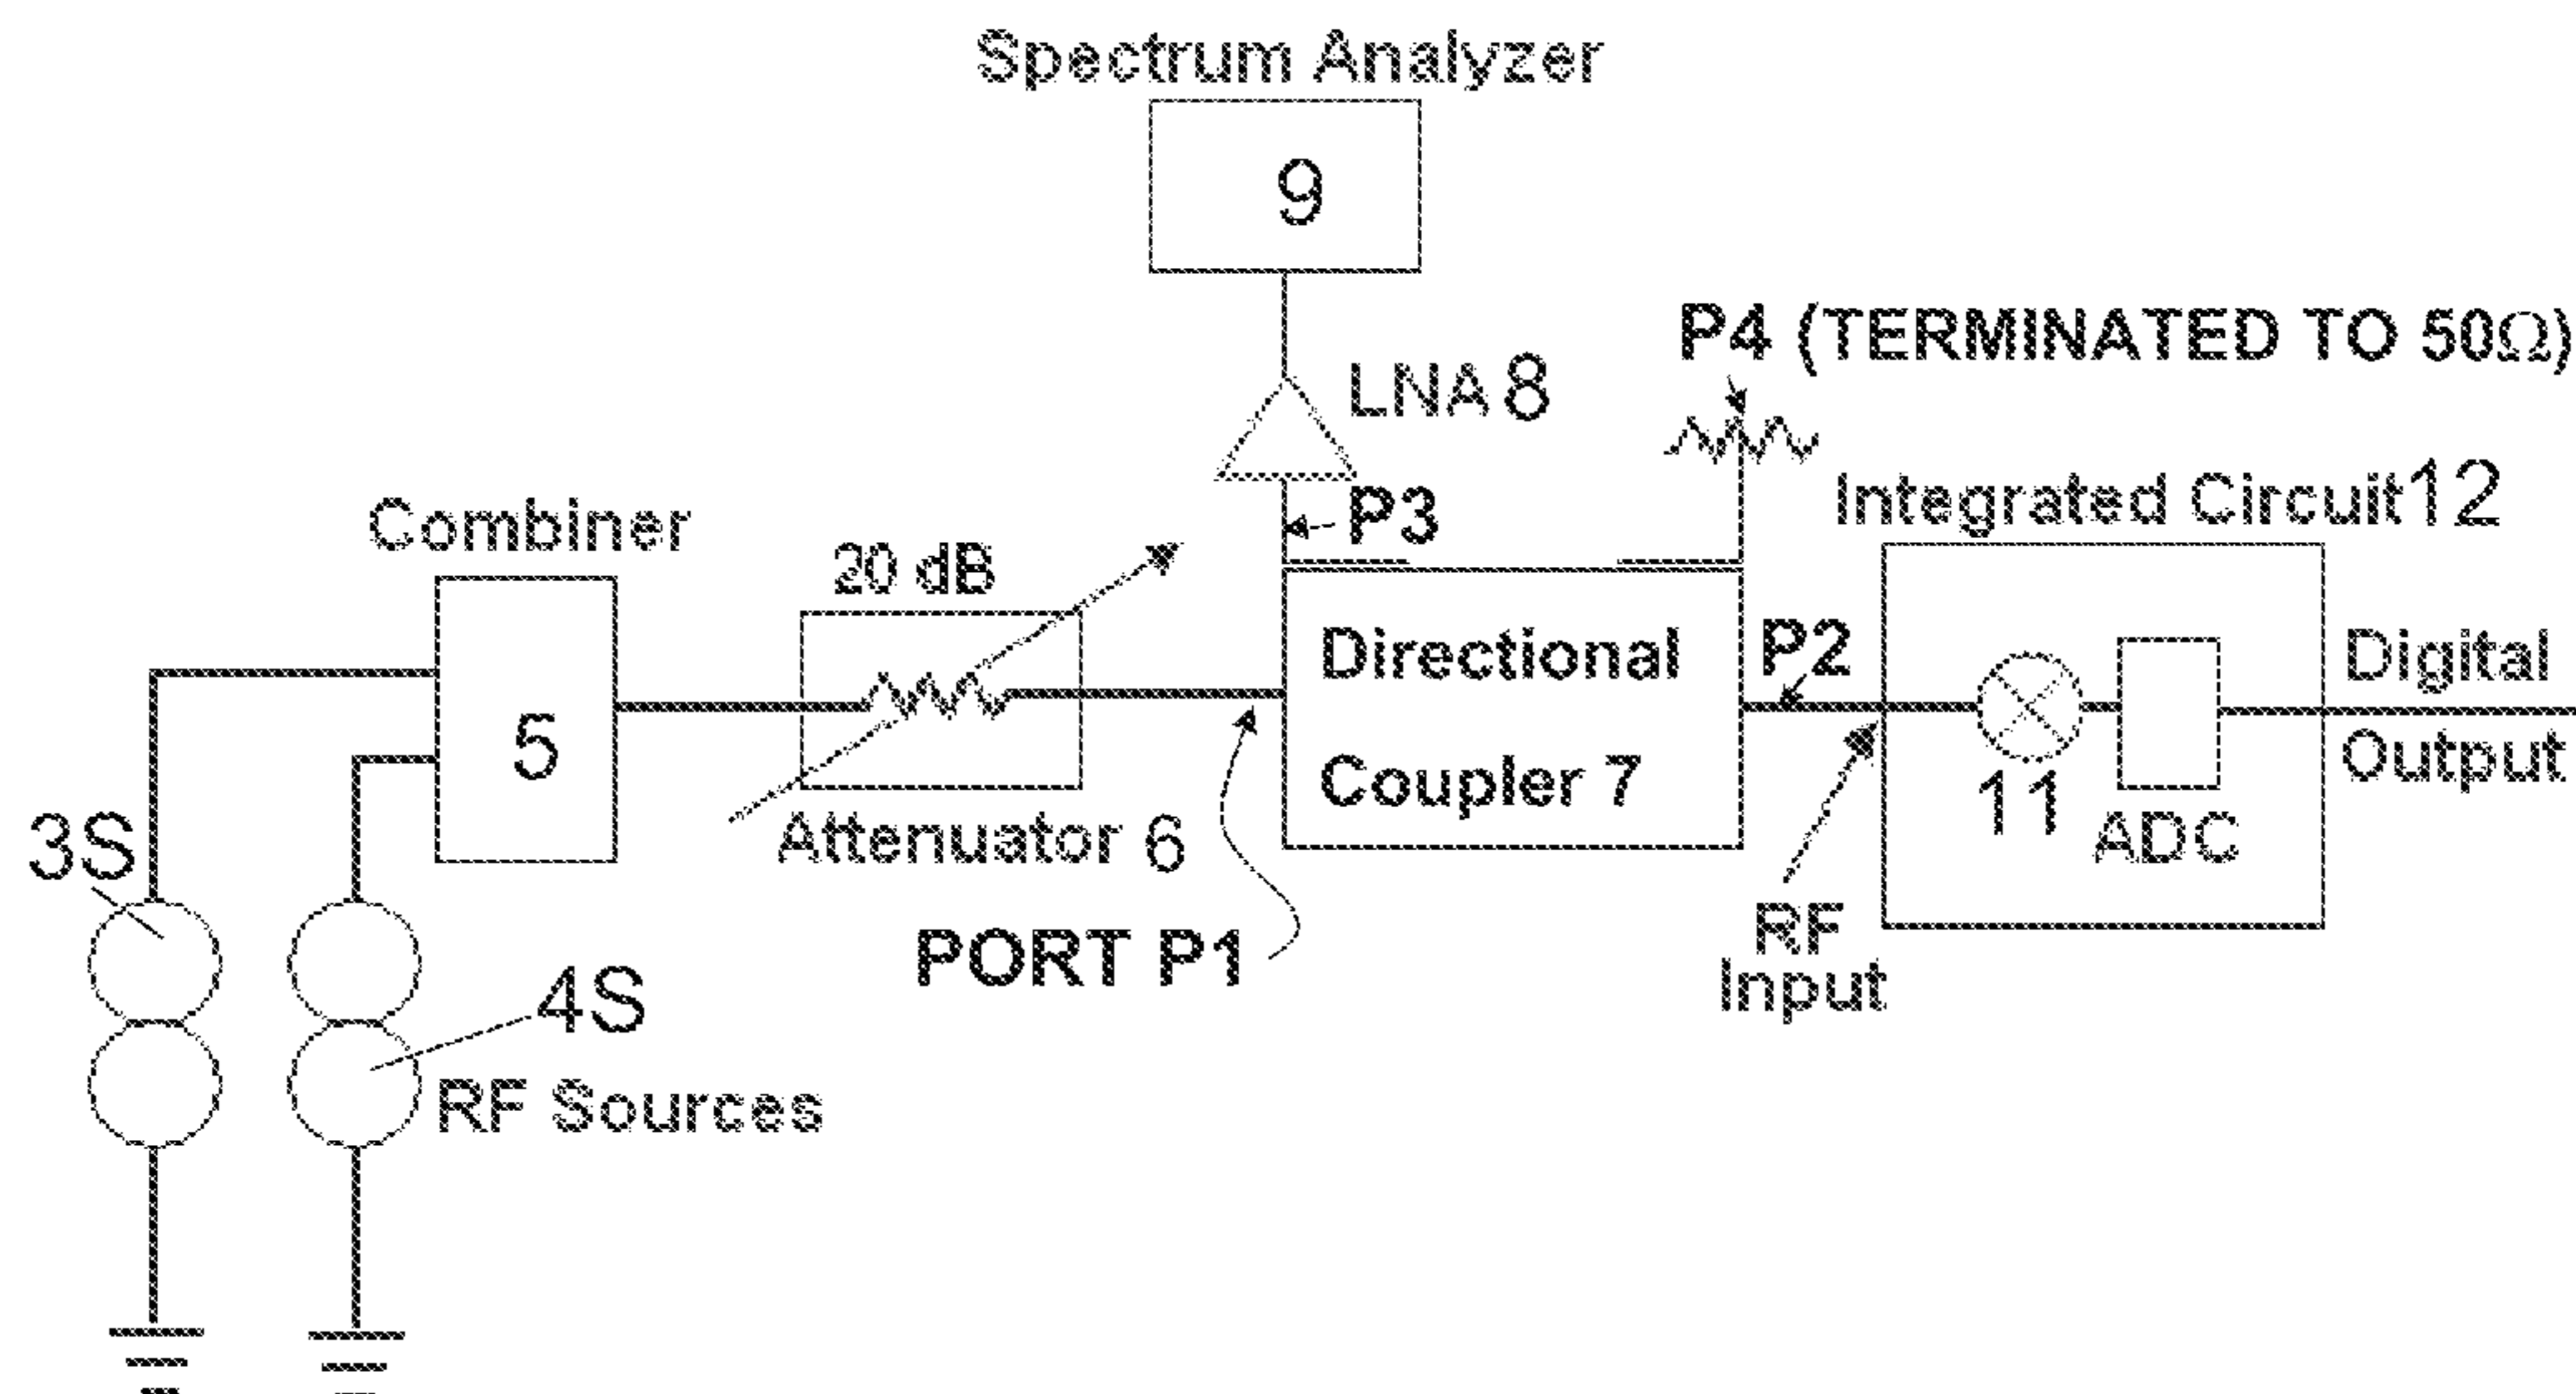 Spectrum Analyzer
9
P4 (TERMINATED TO 50Ω)
LNA 8
P3
Integrated Circuit 12
Combiner
20 dB
5
Directional
Coupler 7
P2
11
ADC
Digital
Output
Attenuator 6
3S
PORT P1
RF
Input
4S
RF Sources